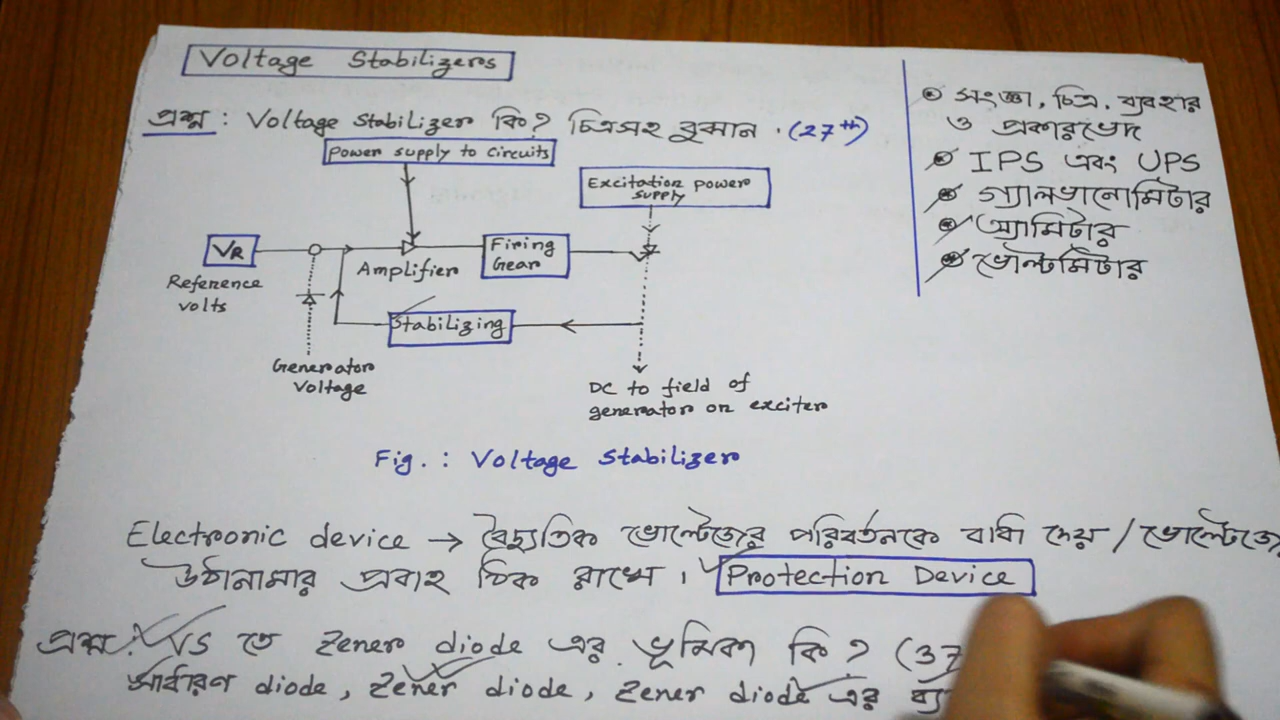 Voltage Stabilizers
প্রশ্ন : Voltage Stabilizer কি? চিত্রসহ বুঝান . (27th)
Power supply to circuits
Excitation power
supply
VR
Reference
volts
Amplifier
Firing
Gear
Stabilizing
Generator
Voltage
DC to field of
generator on exciter
Fig. : Voltage Stabilizer
সংজ্ঞা, চিত্র, ব্যবহার
ও প্রকারভেদ
IPS এবং UPS
গ্যালভানোমিটার
অ্যামিটার
ভোল্টমিটার
Electronic device → বৈদ্যুতিক ভোল্টেজের পরিবর্তনকে বাধা দেয় / ভোল্টেজে
উঠানামার প্রবাহ ঠিক রাখে। Protection Device
প্রশ্ন : VS তে Zener diode এর ভূমিকা কি? (37
সাধারণ diode, Zener diode, Zener diode এর